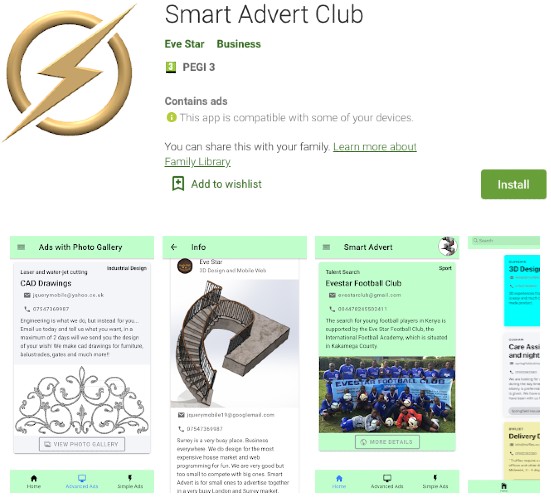 Smart Advert Club
Eve Star Business
3 PEGI 3
Contains ads
This app is compatible with some of your devices.
You can share this with your family. Learn more about
Family Library
Add to wishlist
Install
Ads with Photo Gallery
Laser and water-jet cutting Industrial Design
CAD Drawings
jquerymobile@yahoo.co.uk
07547369987
Engineering is what we do, but instead for you...
Email us today and tell us what you want, in a
maximum of 2 days will we send you the design
of your wish. We make cad drawings for furniture,
balustrades, gates and much more!!
VIEW PHOTO GALLERY
Home Advanced Ads Simple Ads
Info
Eve Star
3D Design and Mobile Web
07547369987
Surrey is a very busy place. Business
everywhere. We do design for the most
expensive house market and web
programming for fun. We are very good but
too small to compete with big ones. Smart
Advert is for small ones to advertise together
in a very busy London and Surrey market.
Smart Advert
Talent Search Sport
Evestar Football Club
The search for young football players in Kenya is
supported by the Eve Star Football Club, the
International Football Academy, which is situated
in Kakamega County.
EVESTAR FOOTBALL CLUB
MORE DETAILS
Home Advanced Ads Simple Ads
Search
3D Design
Care Assi
and night
Delivery D
Home